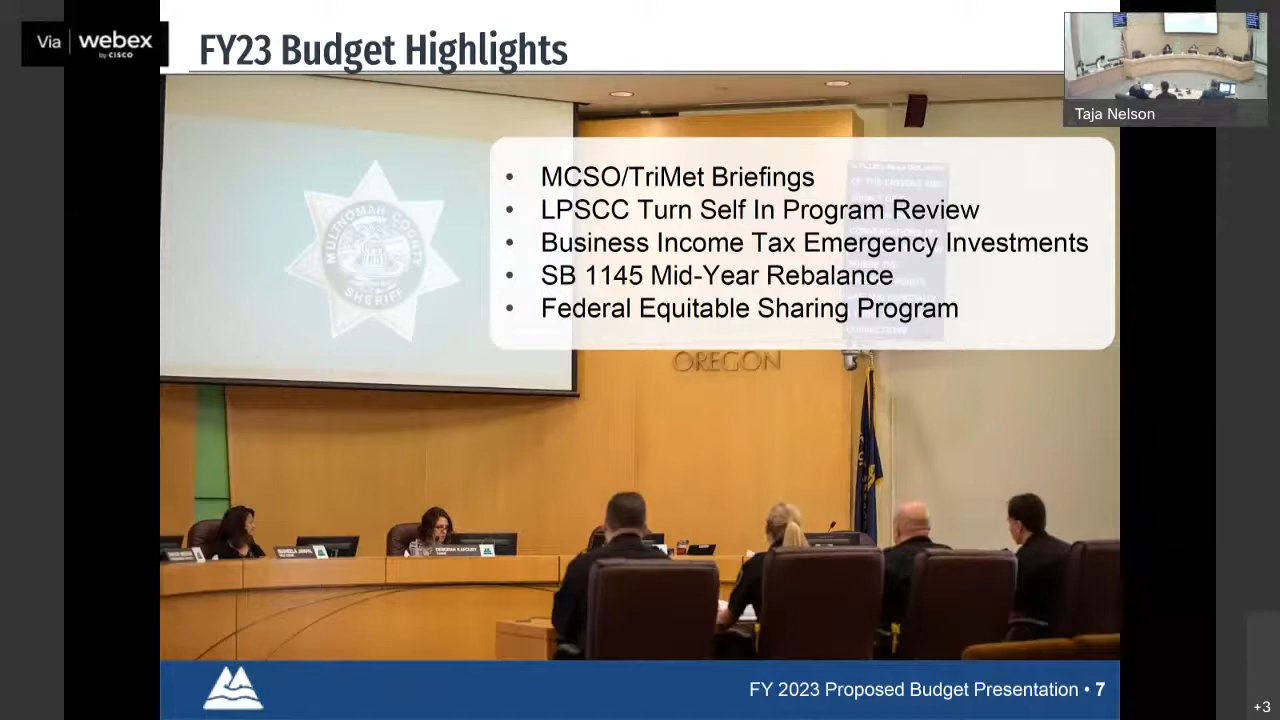 Via webex
by CISCO
FY23 Budget Highlights
Taja Nelson
• MCSO/TriMet Briefings
• LPSCC Turn Self In Program Review
• Business Income Tax Emergency Investments
• SB 1145 Mid-Year Rebalance
• Federal Equitable Sharing Program
MULTNOMAH COUNTY
SHERIFF
OREGON
FY 2023 Proposed Budget Presentation • 7
+3